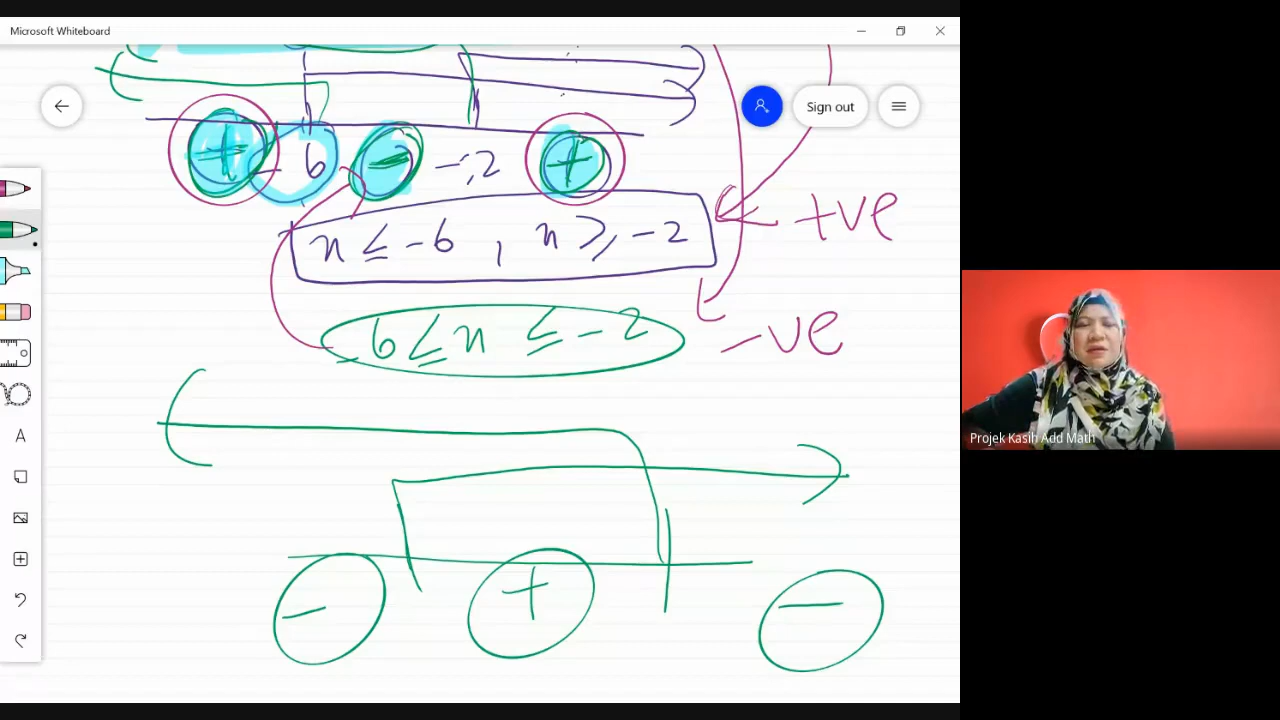 Microsoft Whiteboard
Sign out
+ -6 - -2 +
x ≤ -6 , x ≥ -2
+ve
-6 ≤ x ≤ -2
-ve
- + -
A
Projek Kasih Add Math